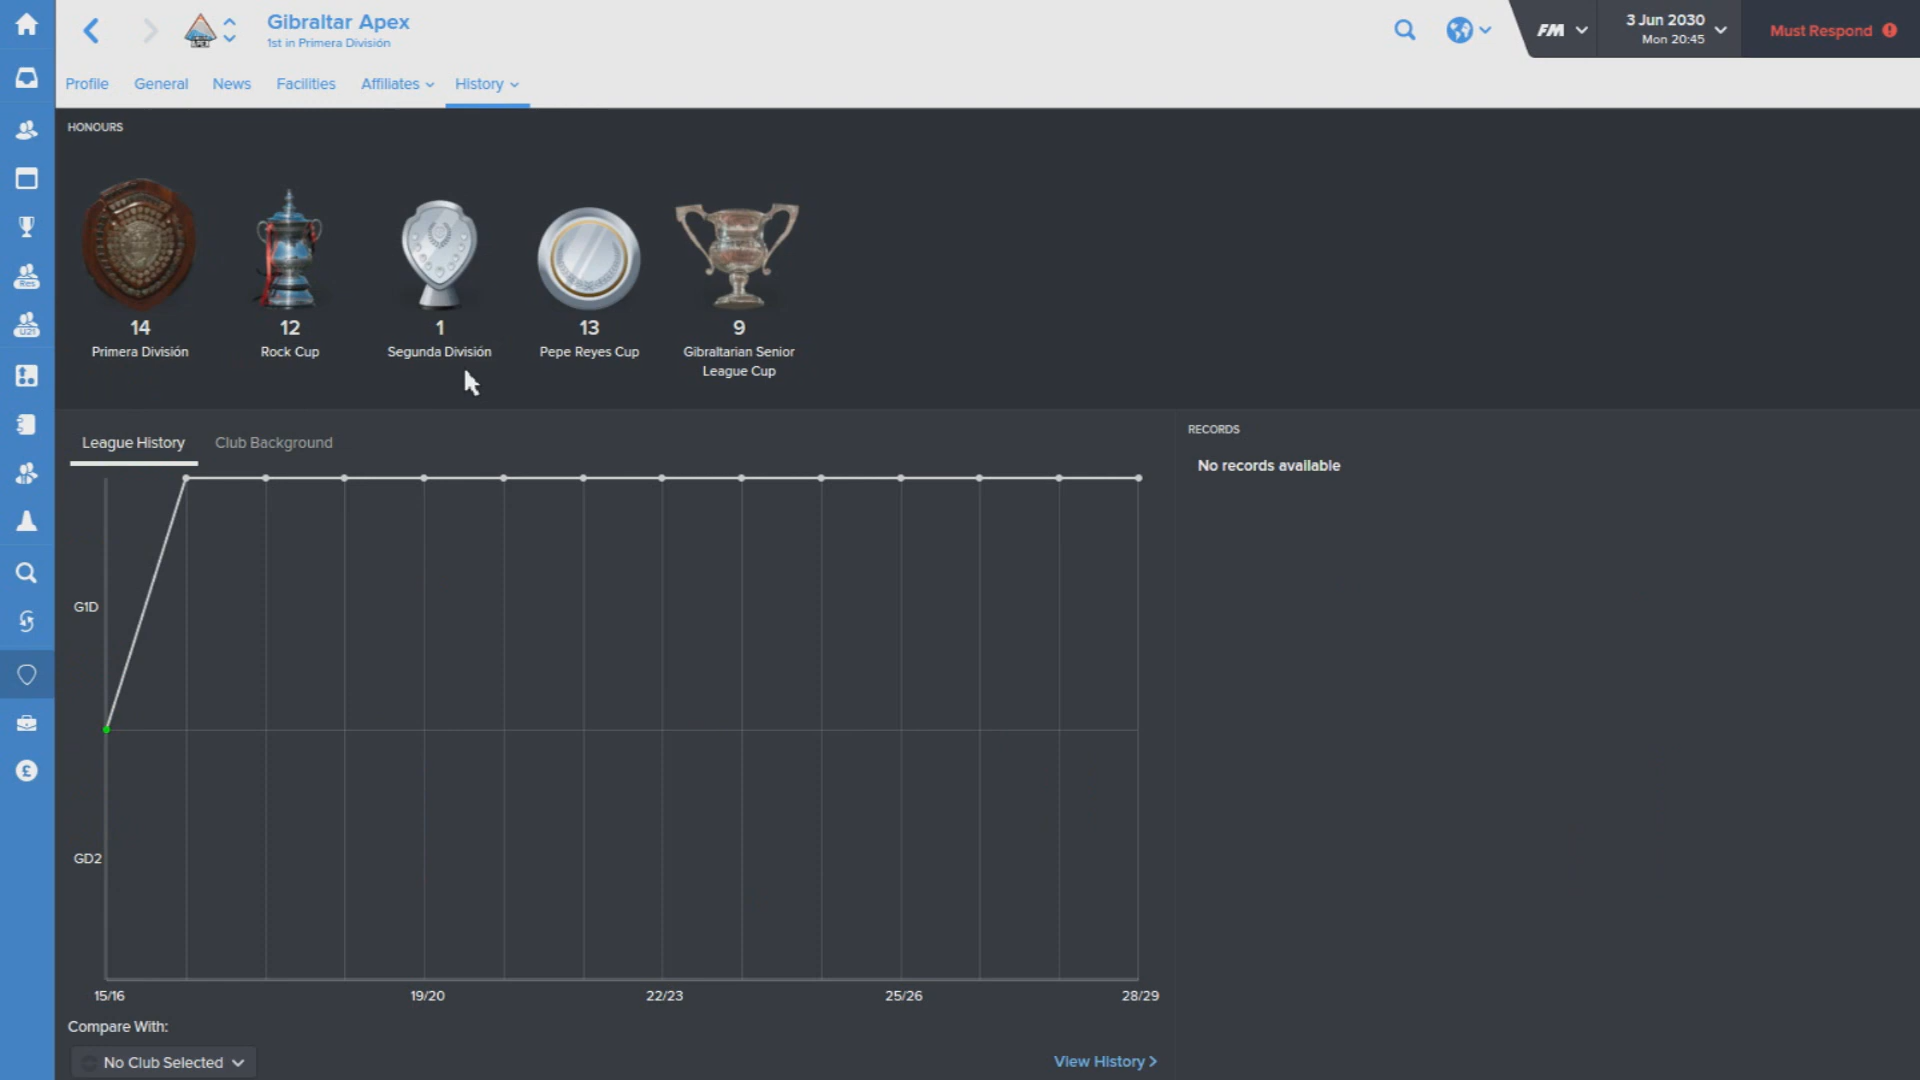 Gibraltar Apex
1st in Primera División
FM
3 Jun 2030
Mon 20:45
Must Respond
Profile
General
News
Facilities
Affiliates
History
HONOURS
14
Primera División
12
Rock Cup
1
Segunda División
13
Pepe Reyes Cup
9
Gibraltarian Senior
League Cup
Res
U21
League History
Club Background
RECORDS
No records available
G1D
GD2
15/16
19/20
22/23
25/26
28/29
Compare With:
No Club Selected
View History